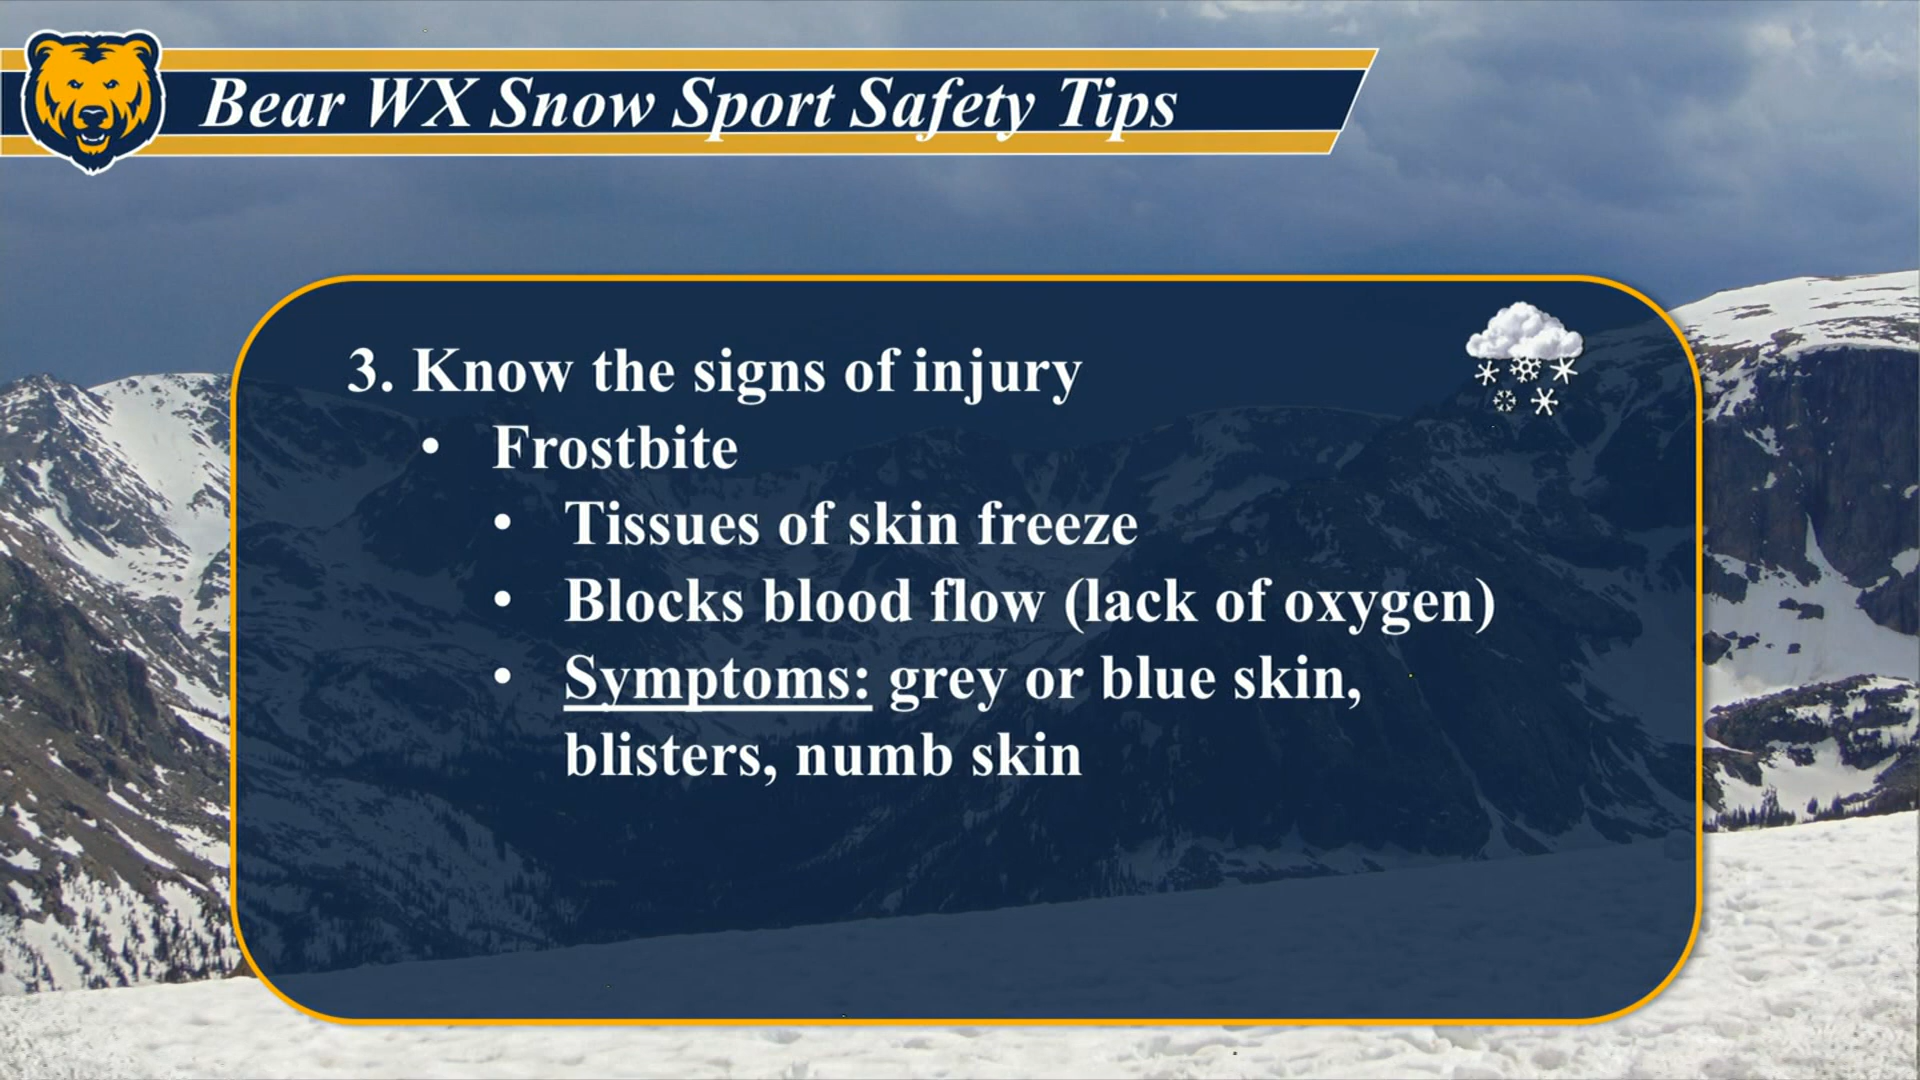 Bear WX Snow Sport Safety Tips
3. Know the signs of injury
• Frostbite
• Tissues of skin freeze
• Blocks blood flow (lack of oxygen)
• Symptoms: grey or blue skin,
blisters, numb skin